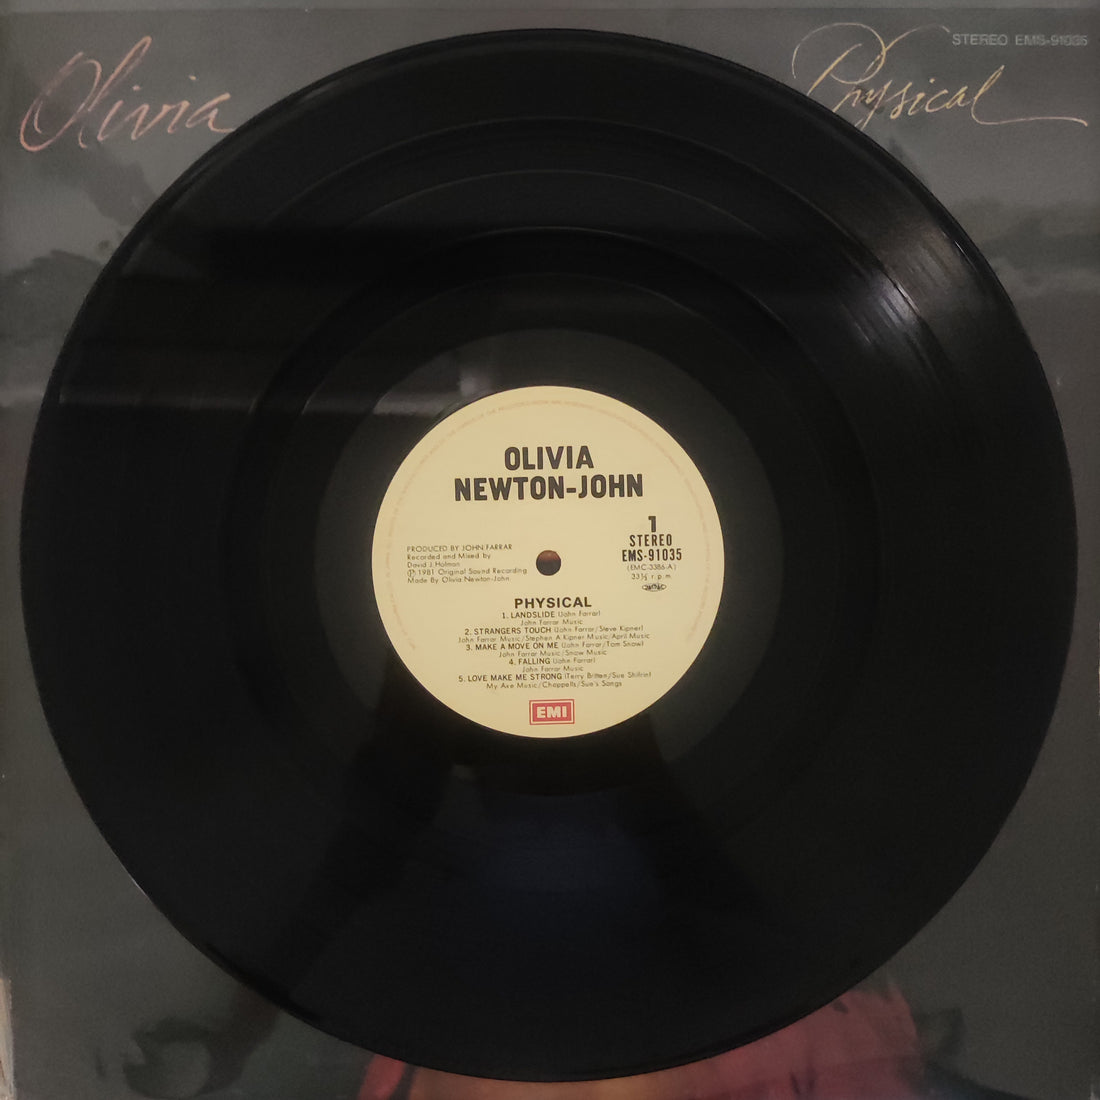 Olivia
Physical
STEREO EMS-91035
OLIVIA
NEWTON-JOHN
1
STEREO
EMS-91035
(EMC-3386-A)
33⅓ r.p.m.
PRODUCED BY JOHN FARRAR
Recorded and Mixed by
David J. Holman
Ⓟ 1981 Original Sound Recording
Made By Olivia Newton-John
PHYSICAL
1. LANDSLIDE (John Farrar)
John Farrar Music
2. STRANGERS TOUCH (John Farrar/Steve Kipner)
John Farrar Music/Stephen A Kipner Music/April Music
3. MAKE A MOVE ON ME (John Farrar/Tom Snow)
John Farrar Music/Snow Music
4. FALLING (John Farrar)
John Farrar Music
5. LOVE MAKE ME STRONG (Terry Britten/Sue Shifrin)
My Axe Music/Chappells/Sue's Songs
EMI